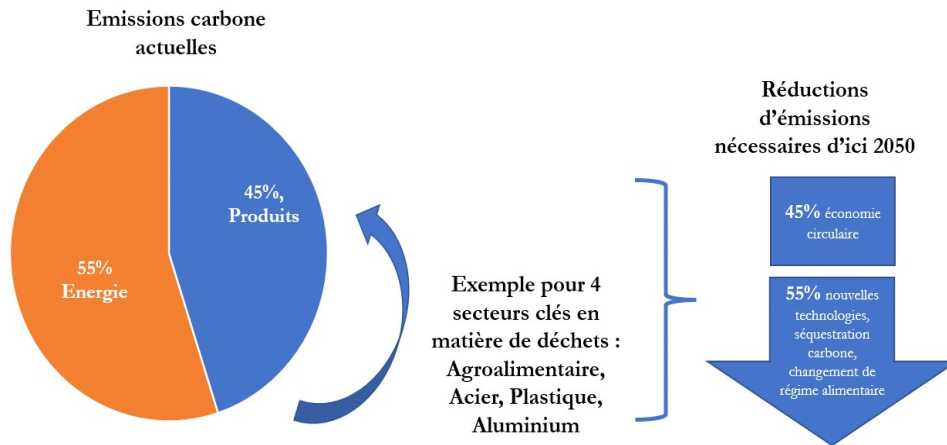 Emissions carbone
actuelles
45%,
Produits
55%
Energie
Exemple pour 4
secteurs clés en
matière de déchets :
Agroalimentaire,
Acier, Plastique,
Aluminium
Réductions
d'émissions
nécessaires d'ici 2050
45% économie
circulaire
55% nouvelles
technologies,
séquestration
carbone,
changement de
régime alimentaire